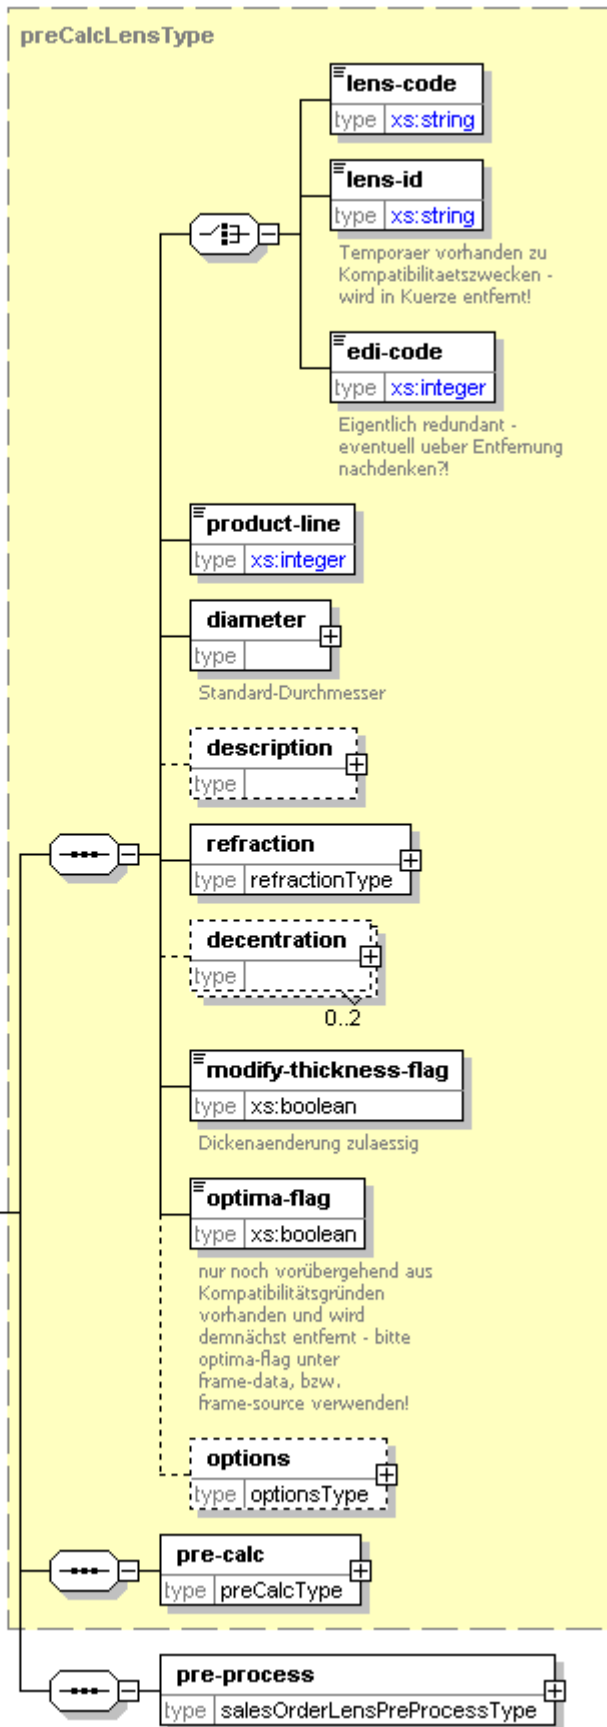 preCalcLensType
lens-code
type xs:string
lens-id
type xs:string
Temporaer vorhanden zu
Kompatibilitaetszwecken -
wird in Kuerze entfernt!
edi-code
type xs:integer
Eigentlich redundant -
eventuell ueber Entfernung
nachdenken?!
product-line
type xs:integer
diameter
type
Standard-Durchmesser
description
type
refraction
type refractionType
decentration
type
0..2
modify-thickness-flag
type xs:boolean
Dickenaenderung zulaessig
optima-flag
type xs:boolean
nur noch vorübergehend aus
Kompatibilitätsgründen
vorhanden und wird
demnächst entfernt - bitte
optima-flag unter
frame-data, bzw.
frame-source verwenden!
options
type optionsType
pre-calc
type preCalcType
pre-process
type salesOrderLensPreProcessType